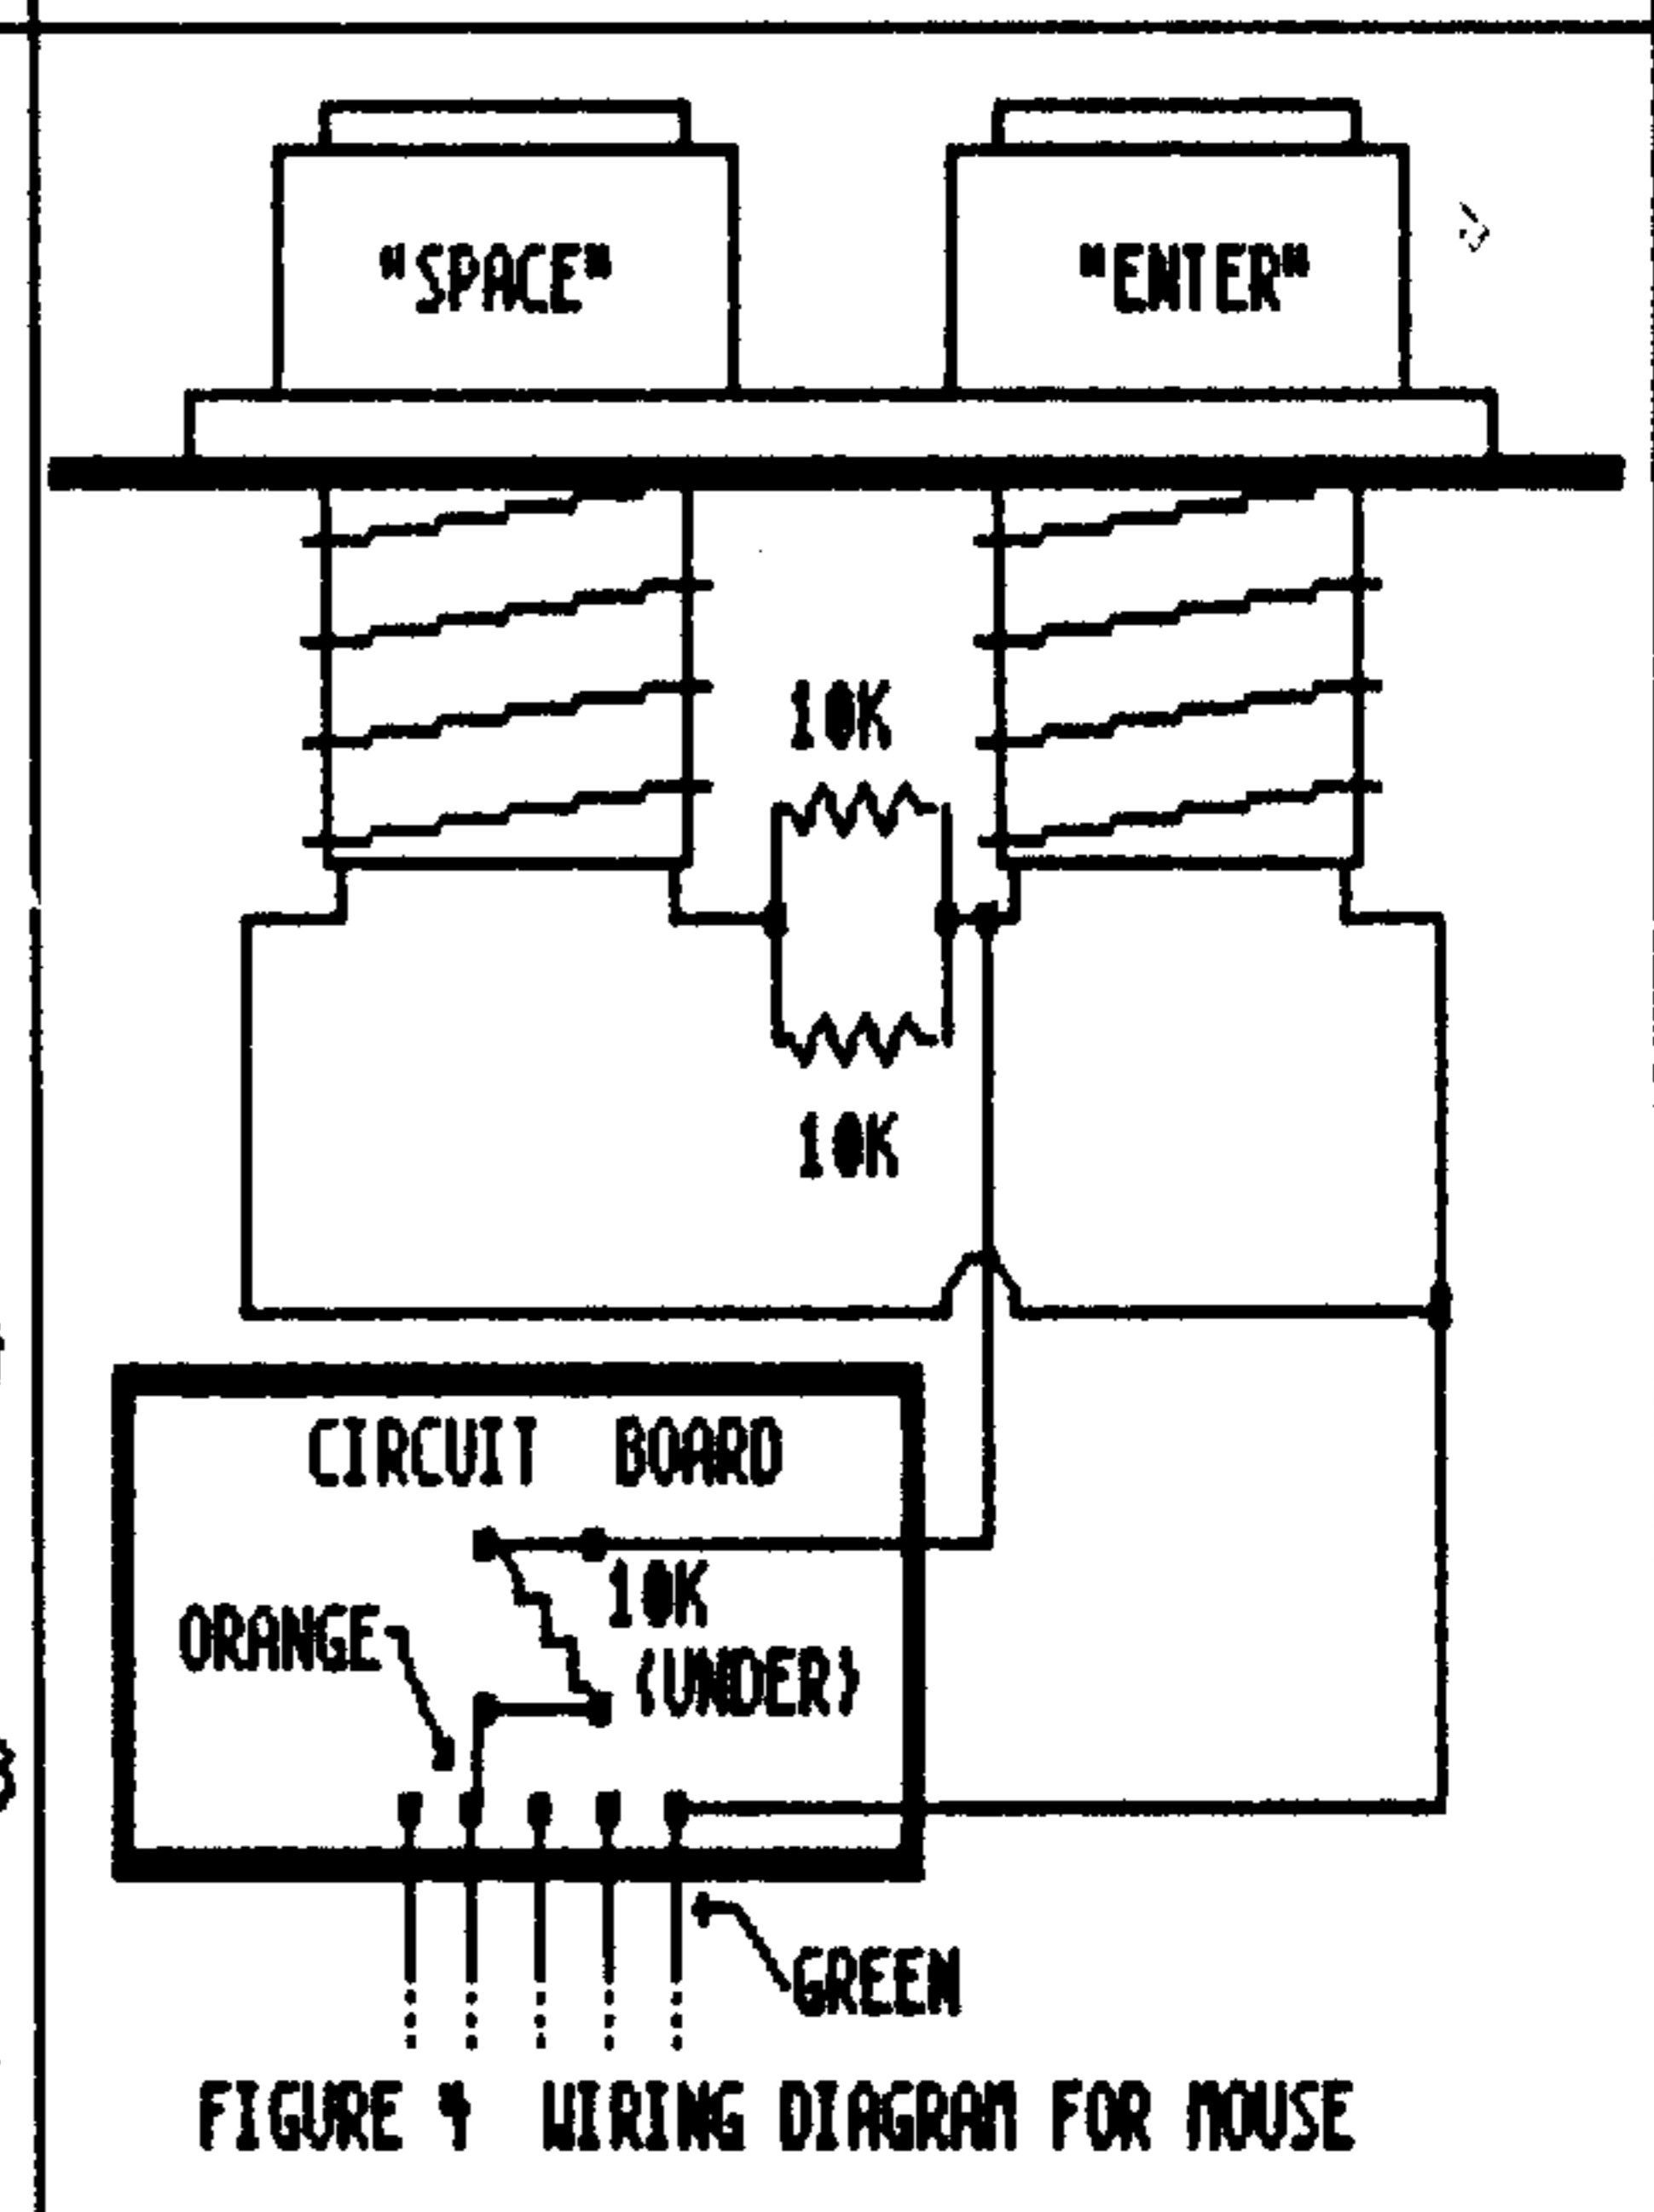 "SPACE" "ENTER"
10K
10K
CIRCUIT BOARD
10K
ORANGE
(UNDER)
GREEN
FIGURE 4 WIRING DIAGRAM FOR MOUSE